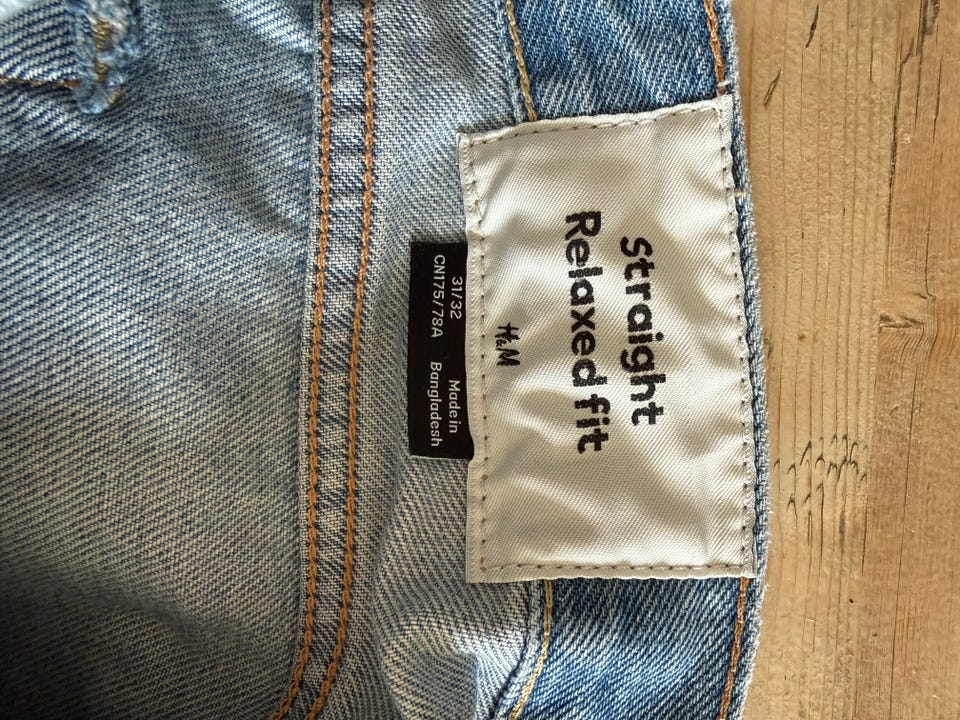 Straight
Relaxed fit
H&M
31/32
CN175/78A
Made in
Bangladesh